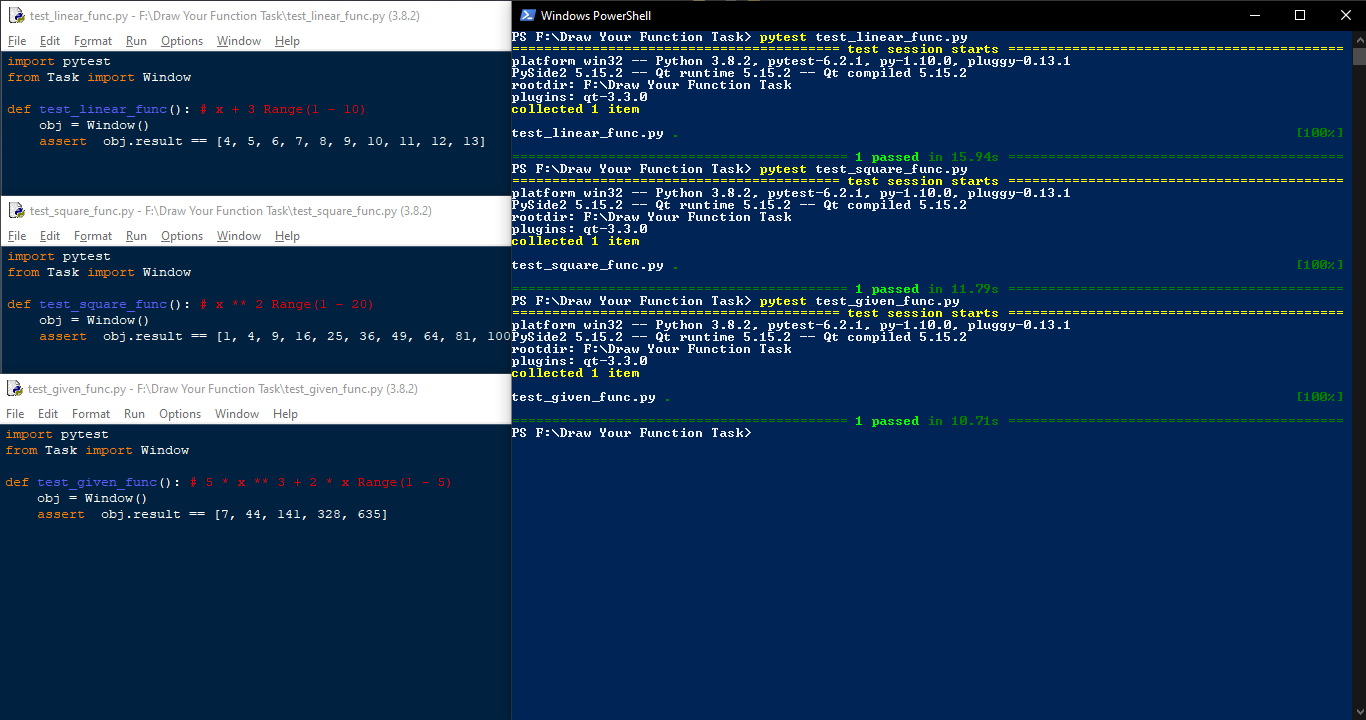 test_linear_func.py - F:\Draw Your Function Task\test_linear_func.py (3.8.2)
File Edit Format Run Options Window Help
import pytest
from Task import Window
def test_linear_func(): # x + 3 Range(1 - 10)
obj = Window()
assert obj.result == [4, 5, 6, 7, 8, 9, 10, 11, 12, 13]
test_square_func.py - F:\Draw Your Function Task\test_square_func.py (3.8.2)
File Edit Format Run Options Window Help
import pytest
from Task import Window
def test_square_func(): # x ** 2 Range(1 - 20)
obj = Window()
assert obj.result == [1, 4, 9, 16, 25, 36, 49, 64, 81, 100
test_given_func.py - F:\Draw Your Function Task\test_given_func.py (3.8.2)
File Edit Format Run Options Window Help
import pytest
from Task import Window
def test_given_func(): # 5 * x ** 3 + 2 * x Range(1 - 5)
obj = Window()
assert obj.result == [7, 44, 141, 328, 635]
Windows PowerShell
PS F:\Draw Your Function Task> pytest test_linear_func.py
test session starts
platform win32 -- Python 3.8.2, pytest-6.2.1, py-1.10.0, pluggy-0.13.1
PySide2 5.15.2 -- Qt runtime 5.15.2 -- Qt compiled 5.15.2
rootdir: F:\Draw Your Function Task
plugins: qt-3.3.0
collected 1 item
test_linear_func.py . [100%]
1 passed in 15.94s
PS F:\Draw Your Function Task> pytest test_square_func.py
test session starts
platform win32 -- Python 3.8.2, pytest-6.2.1, py-1.10.0, pluggy-0.13.1
PySide2 5.15.2 -- Qt runtime 5.15.2 -- Qt compiled 5.15.2
rootdir: F:\Draw Your Function Task
plugins: qt-3.3.0
collected 1 item
test_square_func.py . [100%]
1 passed in 11.79s
PS F:\Draw Your Function Task> pytest test_given_func.py
test session starts
platform win32 -- Python 3.8.2, pytest-6.2.1, py-1.10.0, pluggy-0.13.1
PySide2 5.15.2 -- Qt runtime 5.15.2 -- Qt compiled 5.15.2
rootdir: F:\Draw Your Function Task
plugins: qt-3.3.0
collected 1 item
test_given_func.py . [100%]
1 passed in 10.71s
PS F:\Draw Your Function Task>